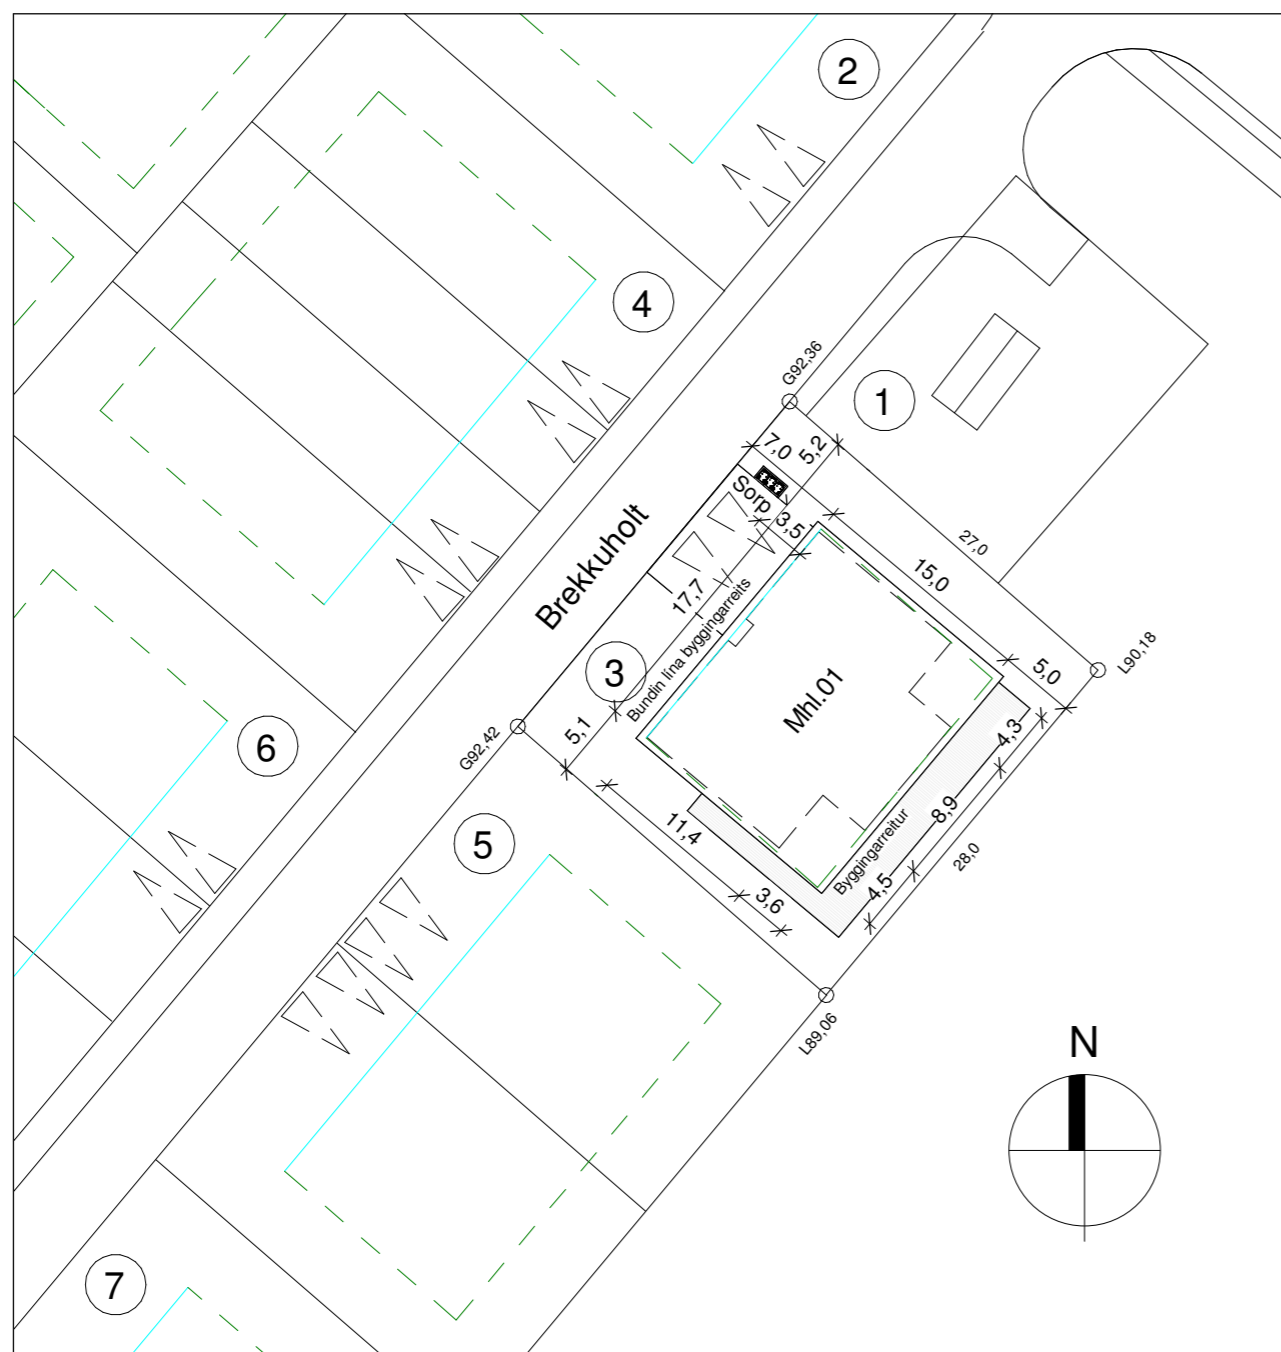 2
4
G92,36
1
7,0
5,2
Sorp
3,5
27,0
15,0
Brekkuholt
17,7
Bundin lína byggingarreits
3
L90,18
5,0
Mhl.01
G92,42
5,1
4,3
6
11,4
8,9
5
Byggingarreitur
28,0
4,5
3,6
L89,06
N
7